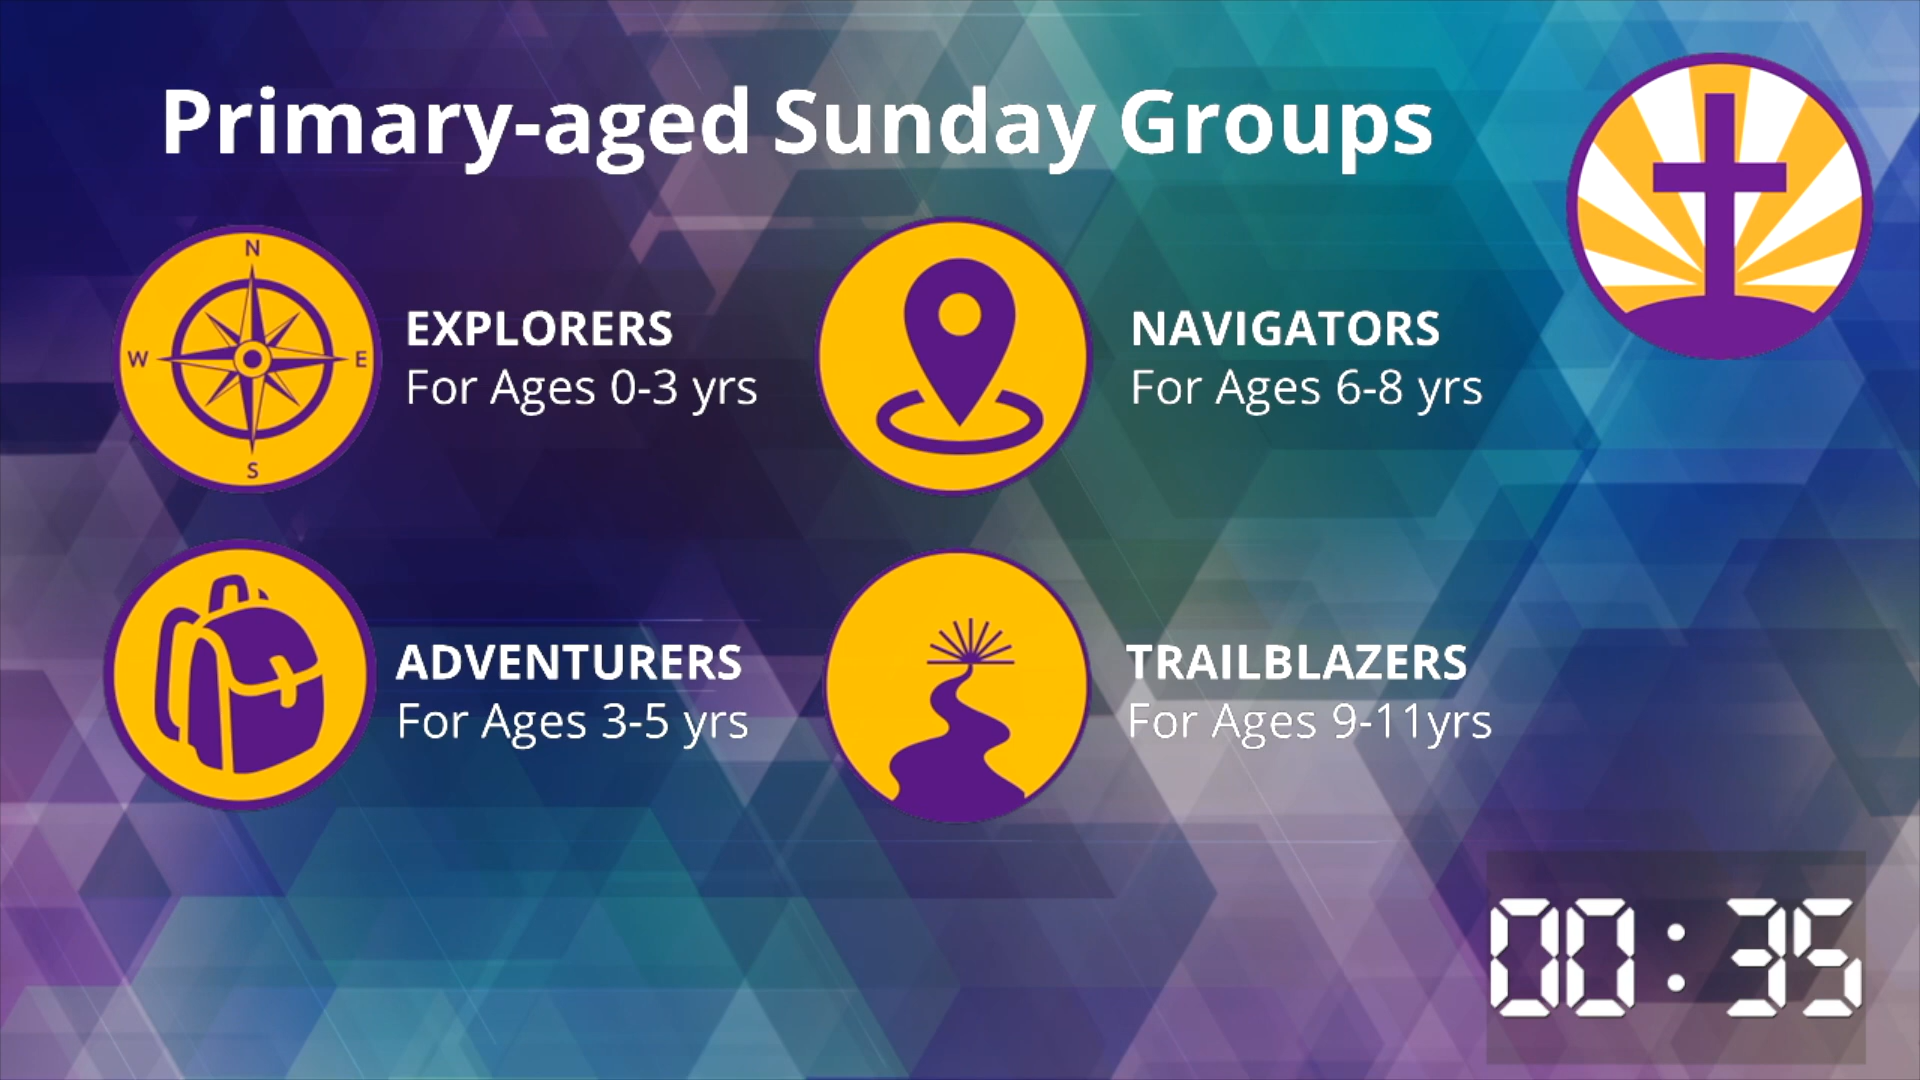 Primary-aged Sunday Groups
N
W
E
S
EXPLORERS
For Ages 0-3 yrs
NAVIGATORS
For Ages 6-8 yrs
ADVENTURERS
For Ages 3-5 yrs
TRAILBLAZERS
For Ages 9-11yrs
00:35